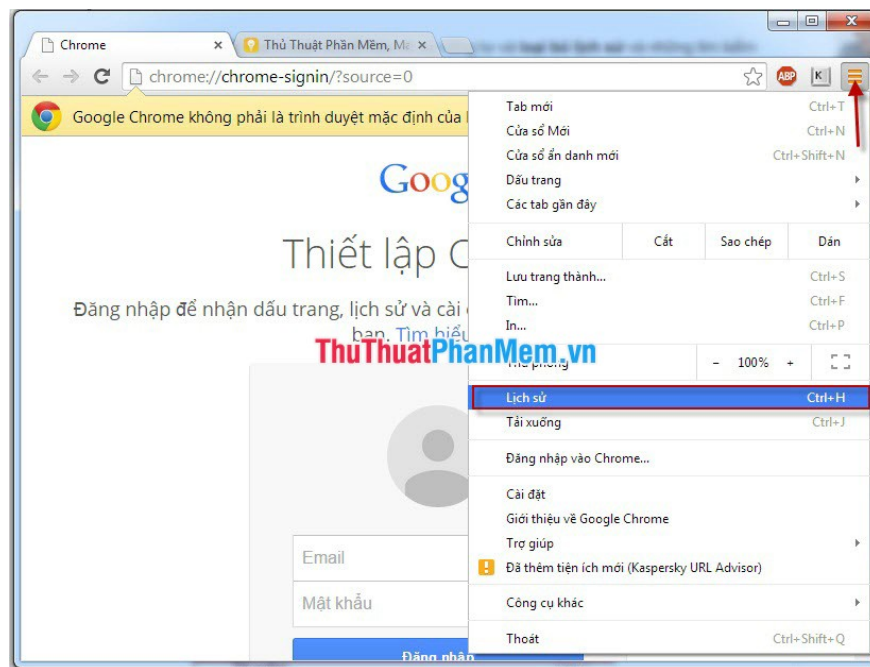 Chrome
Thủ Thuật Phần Mềm, Mẹ
chrome://chrome-signin/?source=0
ABP
K
Google Chrome không phải là trình duyệt mặc định của
Google
Thiết lập C
Đăng nhập để nhận dấu trang, lịch sử và cài
bạn. Tìm hiểu
ThuThuatPhanMem.vn
Email
Mật khẩu
Đăng nhập
Tab mới Ctrl+T
Cửa sổ Mới Ctrl+N
Cửa sổ ẩn danh mới Ctrl+Shift+N
Dấu trang
Các tab gần đây
Chỉnh sửa Cắt Sao chép Dán
Lưu trang thành... Ctrl+S
Tìm... Ctrl+F
In... Ctrl+P
Thu phóng - 100% +
Lịch sử Ctrl+H
Tải xuống Ctrl+J
Đăng nhập vào Chrome...
Cài đặt
Giới thiệu về Google Chrome
Trợ giúp
Đã thêm tiện ích mới (Kaspersky URL Advisor)
Công cụ khác
Thoát Ctrl+Shift+Q